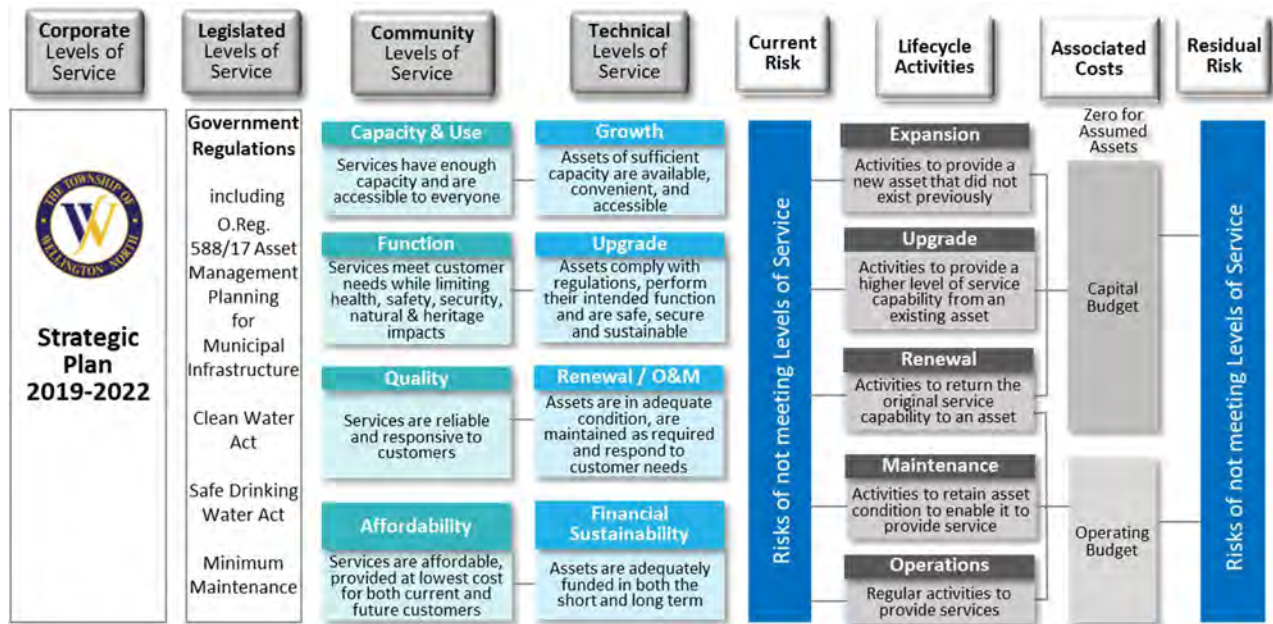 Corporate
Levels of
Service
Legislated
Levels of
Service
Community
Levels of
Service
Technical
Levels of
Service
Current
Risk
Lifecycle
Activities
Associated
Costs
Residual
Risk
THE TOWNSHIP OF
WELLINGTON NORTH
Strategic
Plan
2019-2022
Government
Regulations
including
O.Reg.
588/17 Asset
Management
Planning
for
Municipal
Infrastructure
Clean Water
Act
Safe Drinking
Water Act
Minimum
Maintenance
Capacity & Use
Services have enough
capacity and are
accessible to everyone
Function
Services meet customer
needs while limiting
health, safety, security,
natural & heritage
impacts
Quality
Services are reliable
and responsive to
customers
Affordability
Services are affordable,
provided at lowest cost
for both current and
future customers
Growth
Assets of sufficient
capacity are available,
convenient, and
accessible
Upgrade
Assets comply with
regulations, perform
their intended function
and are safe, secure
and sustainable
Renewal / O&M
Assets are in adequate
condition, are
maintained as required
and respond to
customer needs
Financial
Sustainability
Assets are adequately
funded in both the
short and long term
Risks of not meeting Levels of Service
Expansion
Activities to provide a
new asset that did not
exist previously
Upgrade
Activities to provide a
higher level of service
capability from an
existing asset
Renewal
Activities to return the
original service
capability to an asset
Maintenance
Activities to retain asset
condition to enable it to
provide service
Operations
Regular activities to
provide services
Zero for
Assumed
Assets
Capital
Budget
Operating
Budget
Risks of not meeting Levels of Service